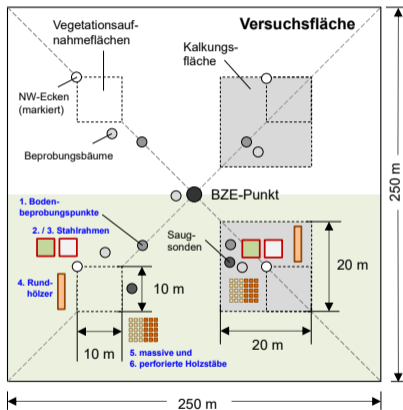 Versuchsfläche
Vegetationsauf-
nahmeflächen
Kalkungs-
fläche
NW-Ecken
(markiert)
Beprobungsbäume
BZE-Punkt
250 m
1. Boden-
beprobungspunkte
2. / 3. Stahlrahmen
Saug-
sonden
4. Rund-
hölzer
10 m
20 m
10 m
20 m
5. massive und
6. perforierte Holzstäbe
250 m